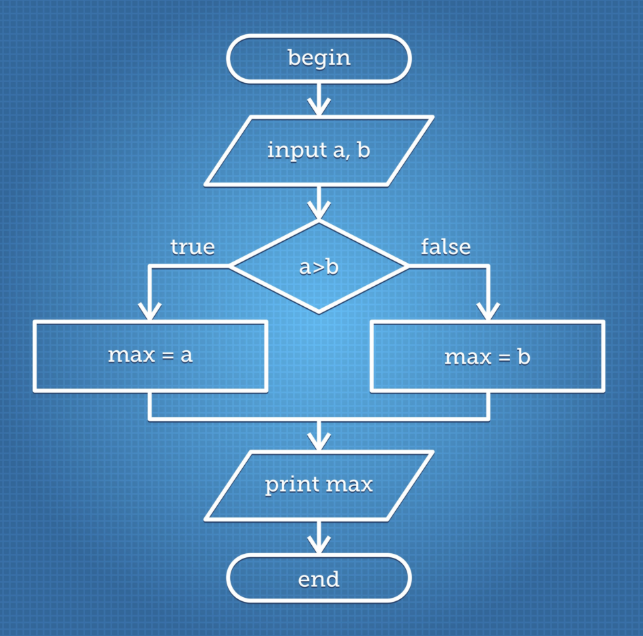 begin
input a, b
true
false
a>b
max = a
max = b
print max
end